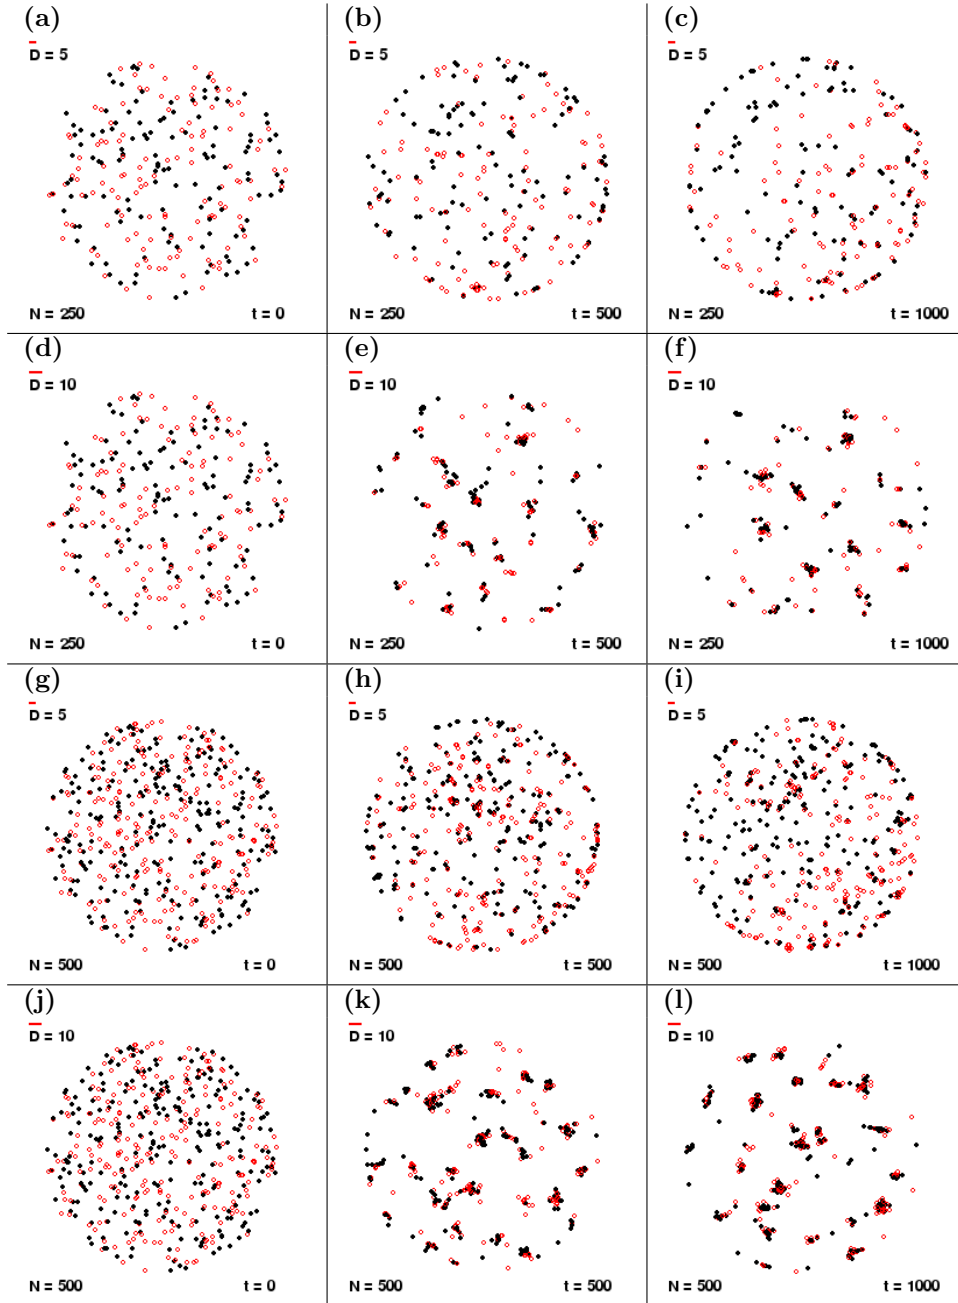 (a) (b) (c)
D = 5 D = 5 D = 5
N = 250 t = 0 N = 250 t = 500 N = 250 t = 1000
(d) (e) (f)
D = 10 D = 10 D = 10
N = 250 t = 0 N = 250 t = 500 N = 250 t = 1000
(g) (h) (i)
D = 5 D = 5 D = 5
N = 500 t = 0 N = 500 t = 500 N = 500 t = 1000
(j) (k) (l)
D = 10 D = 10 D = 10
N = 500 t = 0 N = 500 t = 500 N = 500 t = 1000